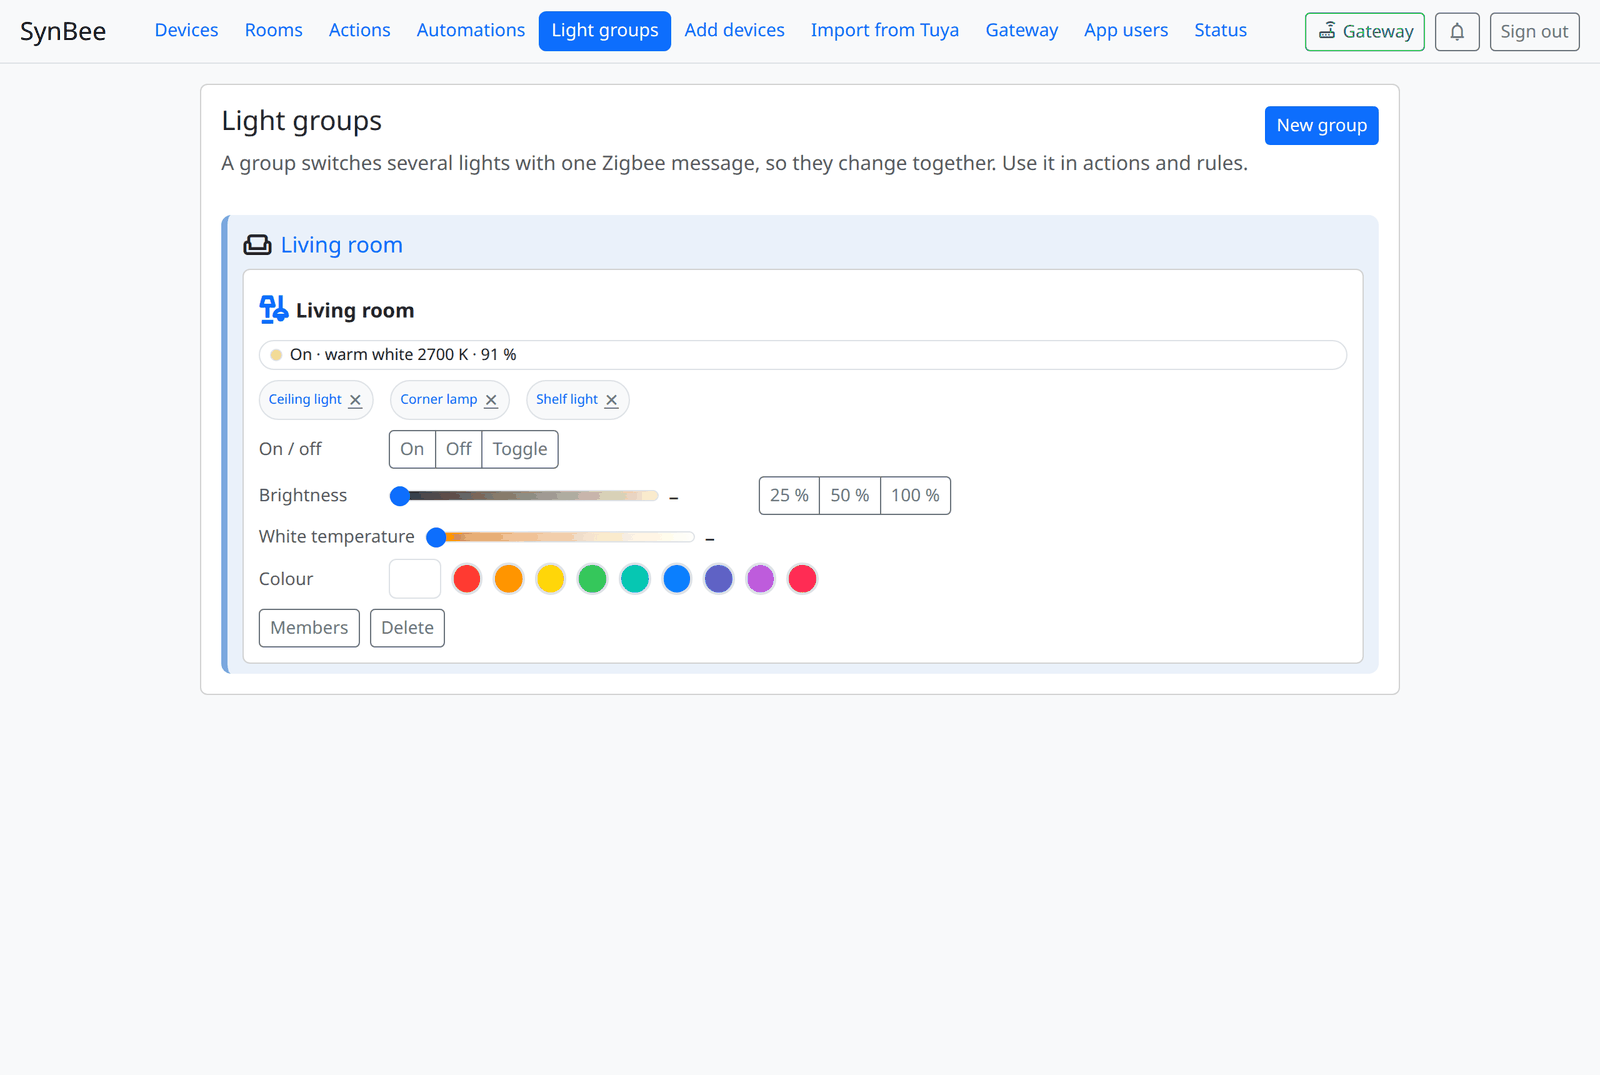 SynBee Devices Rooms Actions Automations Light groups Add devices Import from Tuya Gateway App users Status Gateway Sign out
Light groups
New group
A group switches several lights with one Zigbee message, so they change together. Use it in actions and rules.
Living room
Living room
On · warm white 2700 K · 91 %
Ceiling light Corner lamp Shelf light
On / off On Off Toggle
Brightness – 25 % 50 % 100 %
White temperature –
Colour
Members Delete